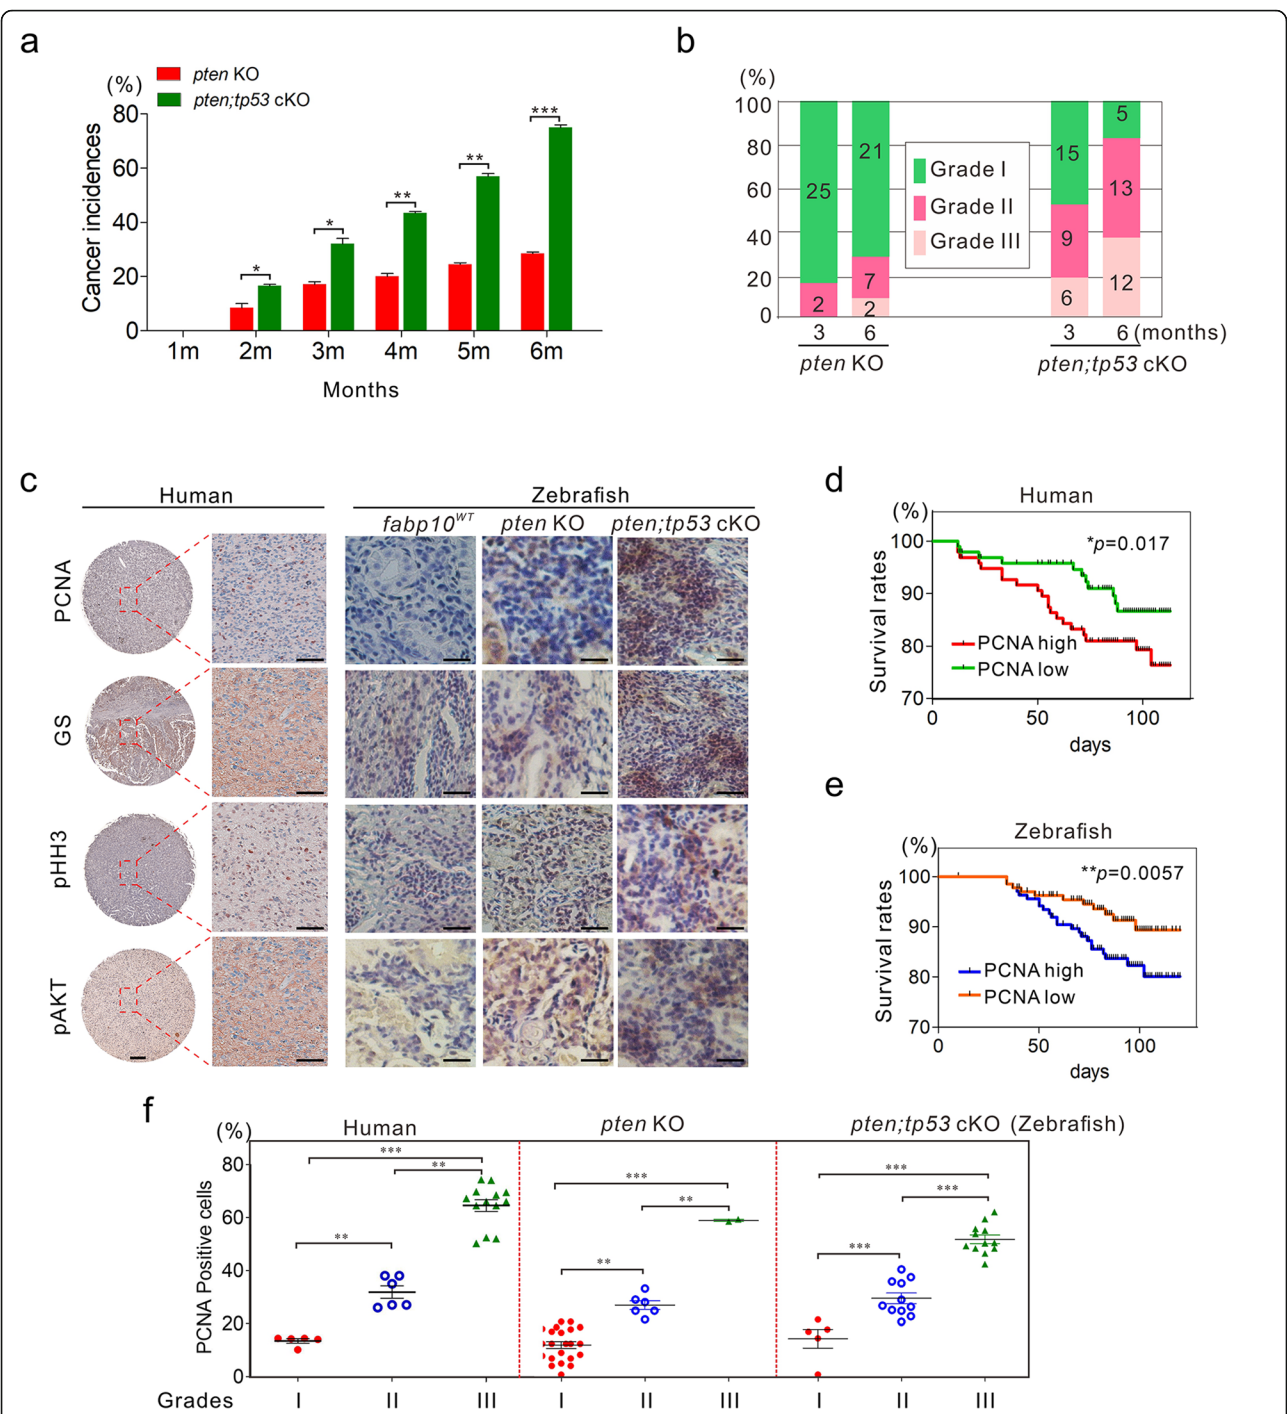 a
(%)
pten KO
pten;tp53 cKO
Cancer incidences
80
60
40
20
0
*
*
**
**
***
1m 2m 3m 4m 5m 6m
Months
b
(%)
100
80
60
40
20
0
25
2
21
7
2
Grade I
Grade II
Grade III
15
9
6
5
13
12
3 6 3 6 (months)
pten KO pten;tp53 cKO
c
Human Zebrafish
fabp10WT pten KO pten;tp53 cKO
PCNA
GS
pHH3
pAKT
d
Human
(%)
Survival rates
100
90
80
70
*p=0.017
PCNA high
PCNA low
0 50 100
days
e
Zebrafish
(%)
Survival rates
100
90
80
70
**p=0.0057
PCNA high
PCNA low
0 50 100
days
f
(%) Human pten KO pten;tp53 cKO (Zebrafish)
PCNA Positive cells
80
60
40
20
0
***
**
**
***
**
**
***
***
***
Grades I II III I II III I II III